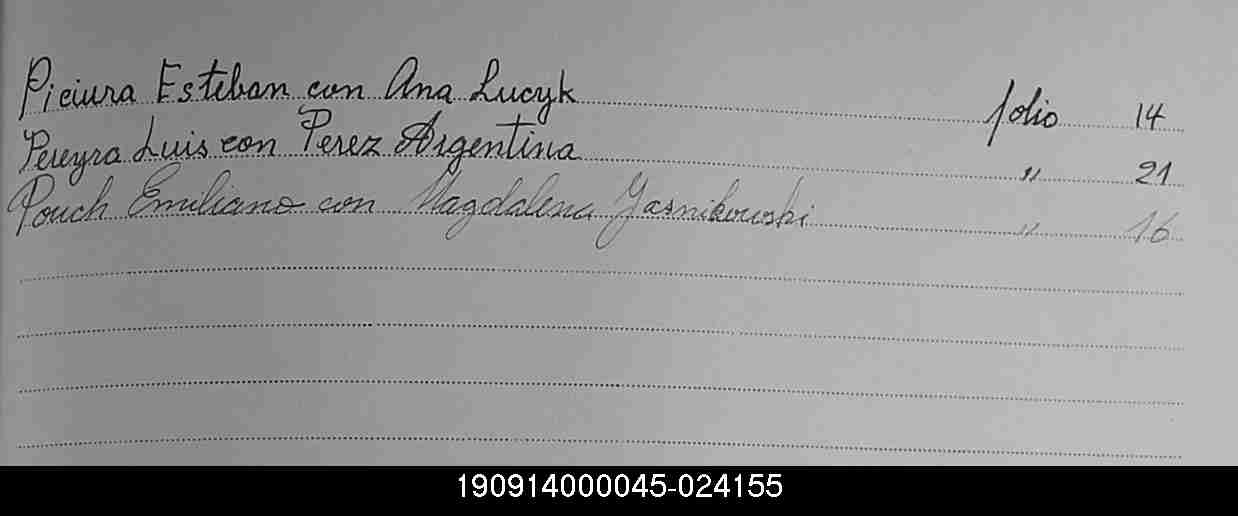 Piciura Esteban con Ana Lucyk folio 14
Pereyra Luis con Perez Argentina " 21
Pouch Emiliano con Magdalena Jasnikowski " 16
190914000045-024155